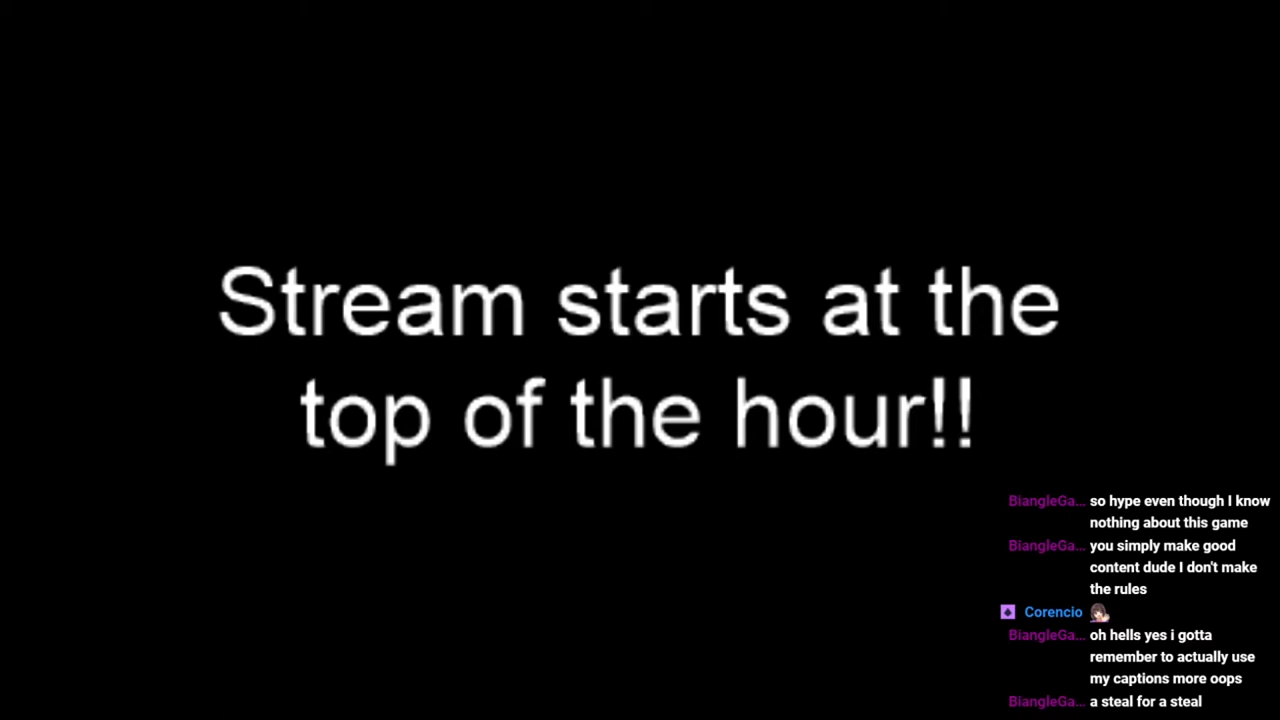 Stream starts at the
top of the hour!!
BiangleGa... so hype even though I know
nothing about this game
BiangleGa... you simply make good
content dude I don't make
the rules
Corencio
BiangleGa... oh hells yes i gotta
remember to actually use
my captions more oops
BiangleGa... a steal for a steal